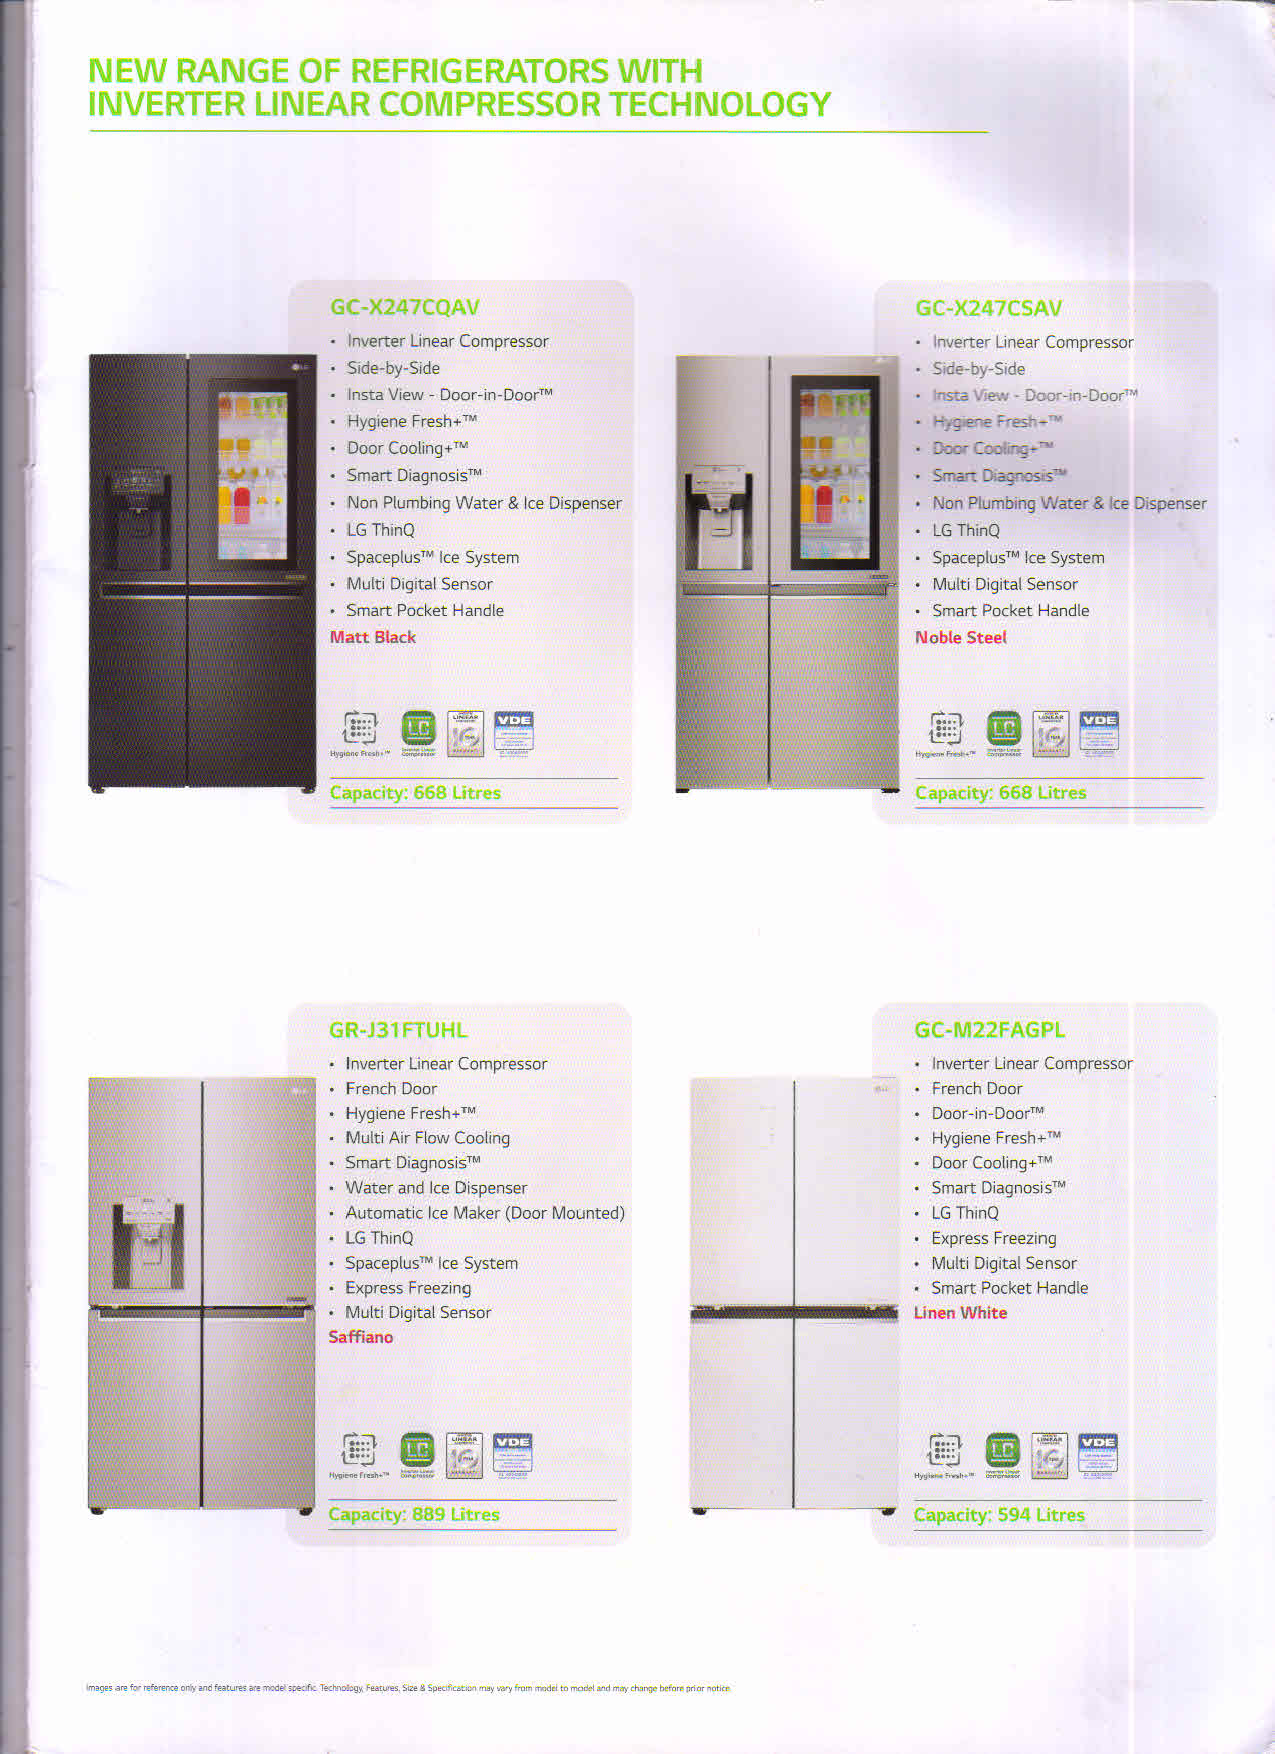 NEW RANGE OF REFRIGERATORS WITH
INVERTER LINEAR COMPRESSOR TECHNOLOGY
GC-X247CQAV
• Inverter Linear Compressor
• Side-by-Side
• Insta View - Door-in-Door™
• Hygiene Fresh+™
• Door Cooling+™
• Smart Diagnosis™
• Non Plumbing Water & Ice Dispenser
• LG ThinQ
• Spaceplus™ Ice System
• Multi Digital Sensor
• Smart Pocket Handle
Matt Black
LG
Hygiene Fresh+™
LC
Inverter Linear
Compressor
LINEAR
10
VDE
Capacity: 668 Litres
GC-X247CSAV
• Inverter Linear Compressor
• Side-by-Side
• Insta View - Door-in-Door™
• Hygiene Fresh+™
• Door Cooling+™
• Smart Diagnosis™
• Non Plumbing Water & Ice Dispenser
• LG ThinQ
• Spaceplus™ Ice System
• Multi Digital Sensor
• Smart Pocket Handle
Noble Steel
Hygiene Fresh+™
LC
Inverter Linear
Compressor
LINEAR
10
VDE
Capacity: 668 Litres
GR-J31FTUHL
• Inverter Linear Compressor
• French Door
• Hygiene Fresh+™
• Multi Air Flow Cooling
• Smart Diagnosis™
• Water and Ice Dispenser
• Automatic Ice Maker (Door Mounted)
• LG ThinQ
• Spaceplus™ Ice System
• Express Freezing
• Multi Digital Sensor
Saffiano
Hygiene Fresh+™
LC
Inverter Linear
Compressor
LINEAR
10
VDE
Capacity: 889 Litres
GC-M22FAGPL
• Inverter Linear Compressor
• French Door
• Door-in-Door™
• Hygiene Fresh+™
• Door Cooling+™
• Smart Diagnosis™
• LG ThinQ
• Express Freezing
• Multi Digital Sensor
• Smart Pocket Handle
Linen White
Hygiene Fresh+™
LC
Inverter Linear
Compressor
LINEAR
10
VDE
Capacity: 594 Litres
Images are for reference only and features are model specific. Technology, Features, Size & Specification may vary from model to model and may change before prior notice.